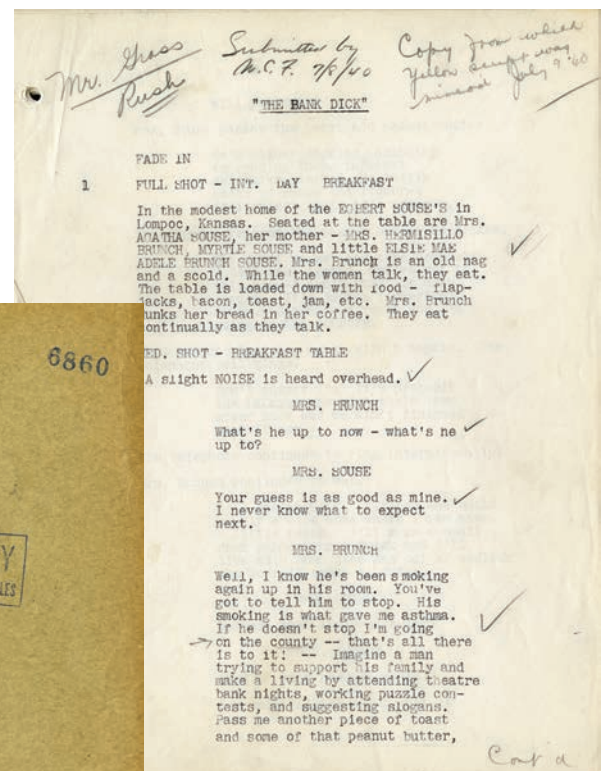 Mr. Gross
Rush
Submitted by
W.C.F. 7/8/40
Copy from which
yellow script was
mimeod July 9 '40
"THE BANK DICK"
FADE IN
1 FULL SHOT - INT. DAY BREAKFAST
In the modest home of the EGBERT SOUSE'S in
Lompoc, Kansas. Seated at the table are Mrs.
AGATHA SOUSE, her mother - MRS. HERMISILLO
BRUNCH, MYRTLE SOUSE and little ELSIE MAE
ADELE BRUNCH SOUSE. Mrs. Brunch is an old nag
and a scold. While the women talk, they eat.
The table is loaded down with food - flap-
jacks, bacon, toast, jam, etc. Mrs. Brunch
unks her bread in her coffee. They eat
ontinually as they talk.
ED. SHOT - BREAKFAST TABLE
A slight NOISE is heard overhead.
MRS. BRUNCH
What's he up to now - what's he
up to?
MRS. SOUSE
Your guess is as good as mine.
I never know what to expect
next.
MRS. BRUNCH
Well, I know he's been smoking
again up in his room. You've
got to tell him to stop. His
smoking is what gave me asthma.
If he doesn't stop I'm going
on the county -- that's all there
is to it! -- Imagine a man
trying to support his family and
make a living by attending theatre
bank nights, working puzzle con-
tests, and suggesting slogans.
Pass me another piece of toast
and some of that peanut butter,
Cont'd
6860
Y
LES